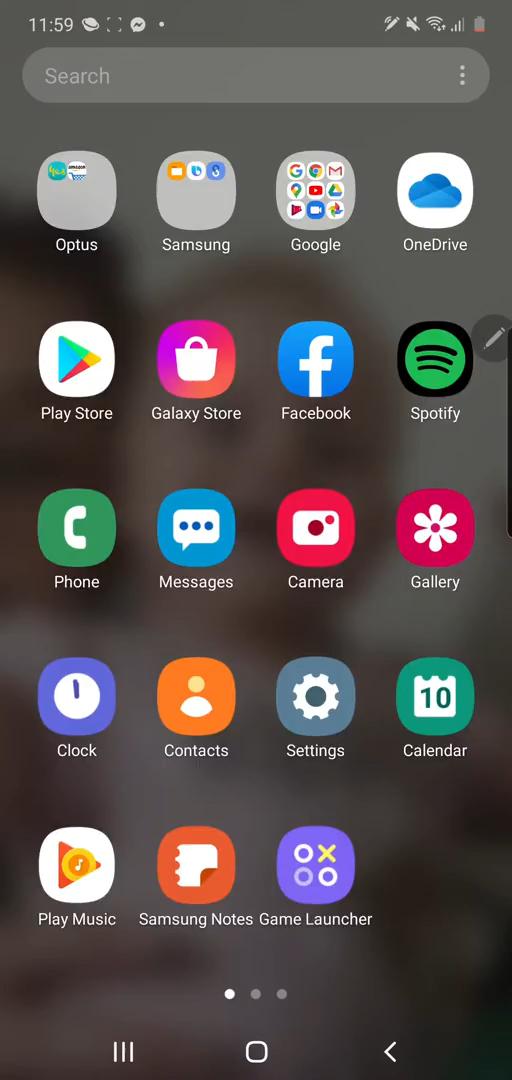 11:59
Search
Optus
Samsung
Google
OneDrive
Play Store
Galaxy Store
Facebook
Spotify
Phone
Messages
Camera
Gallery
10
Clock
Contacts
Settings
Calendar
Play Music
Samsung Notes
Game Launcher